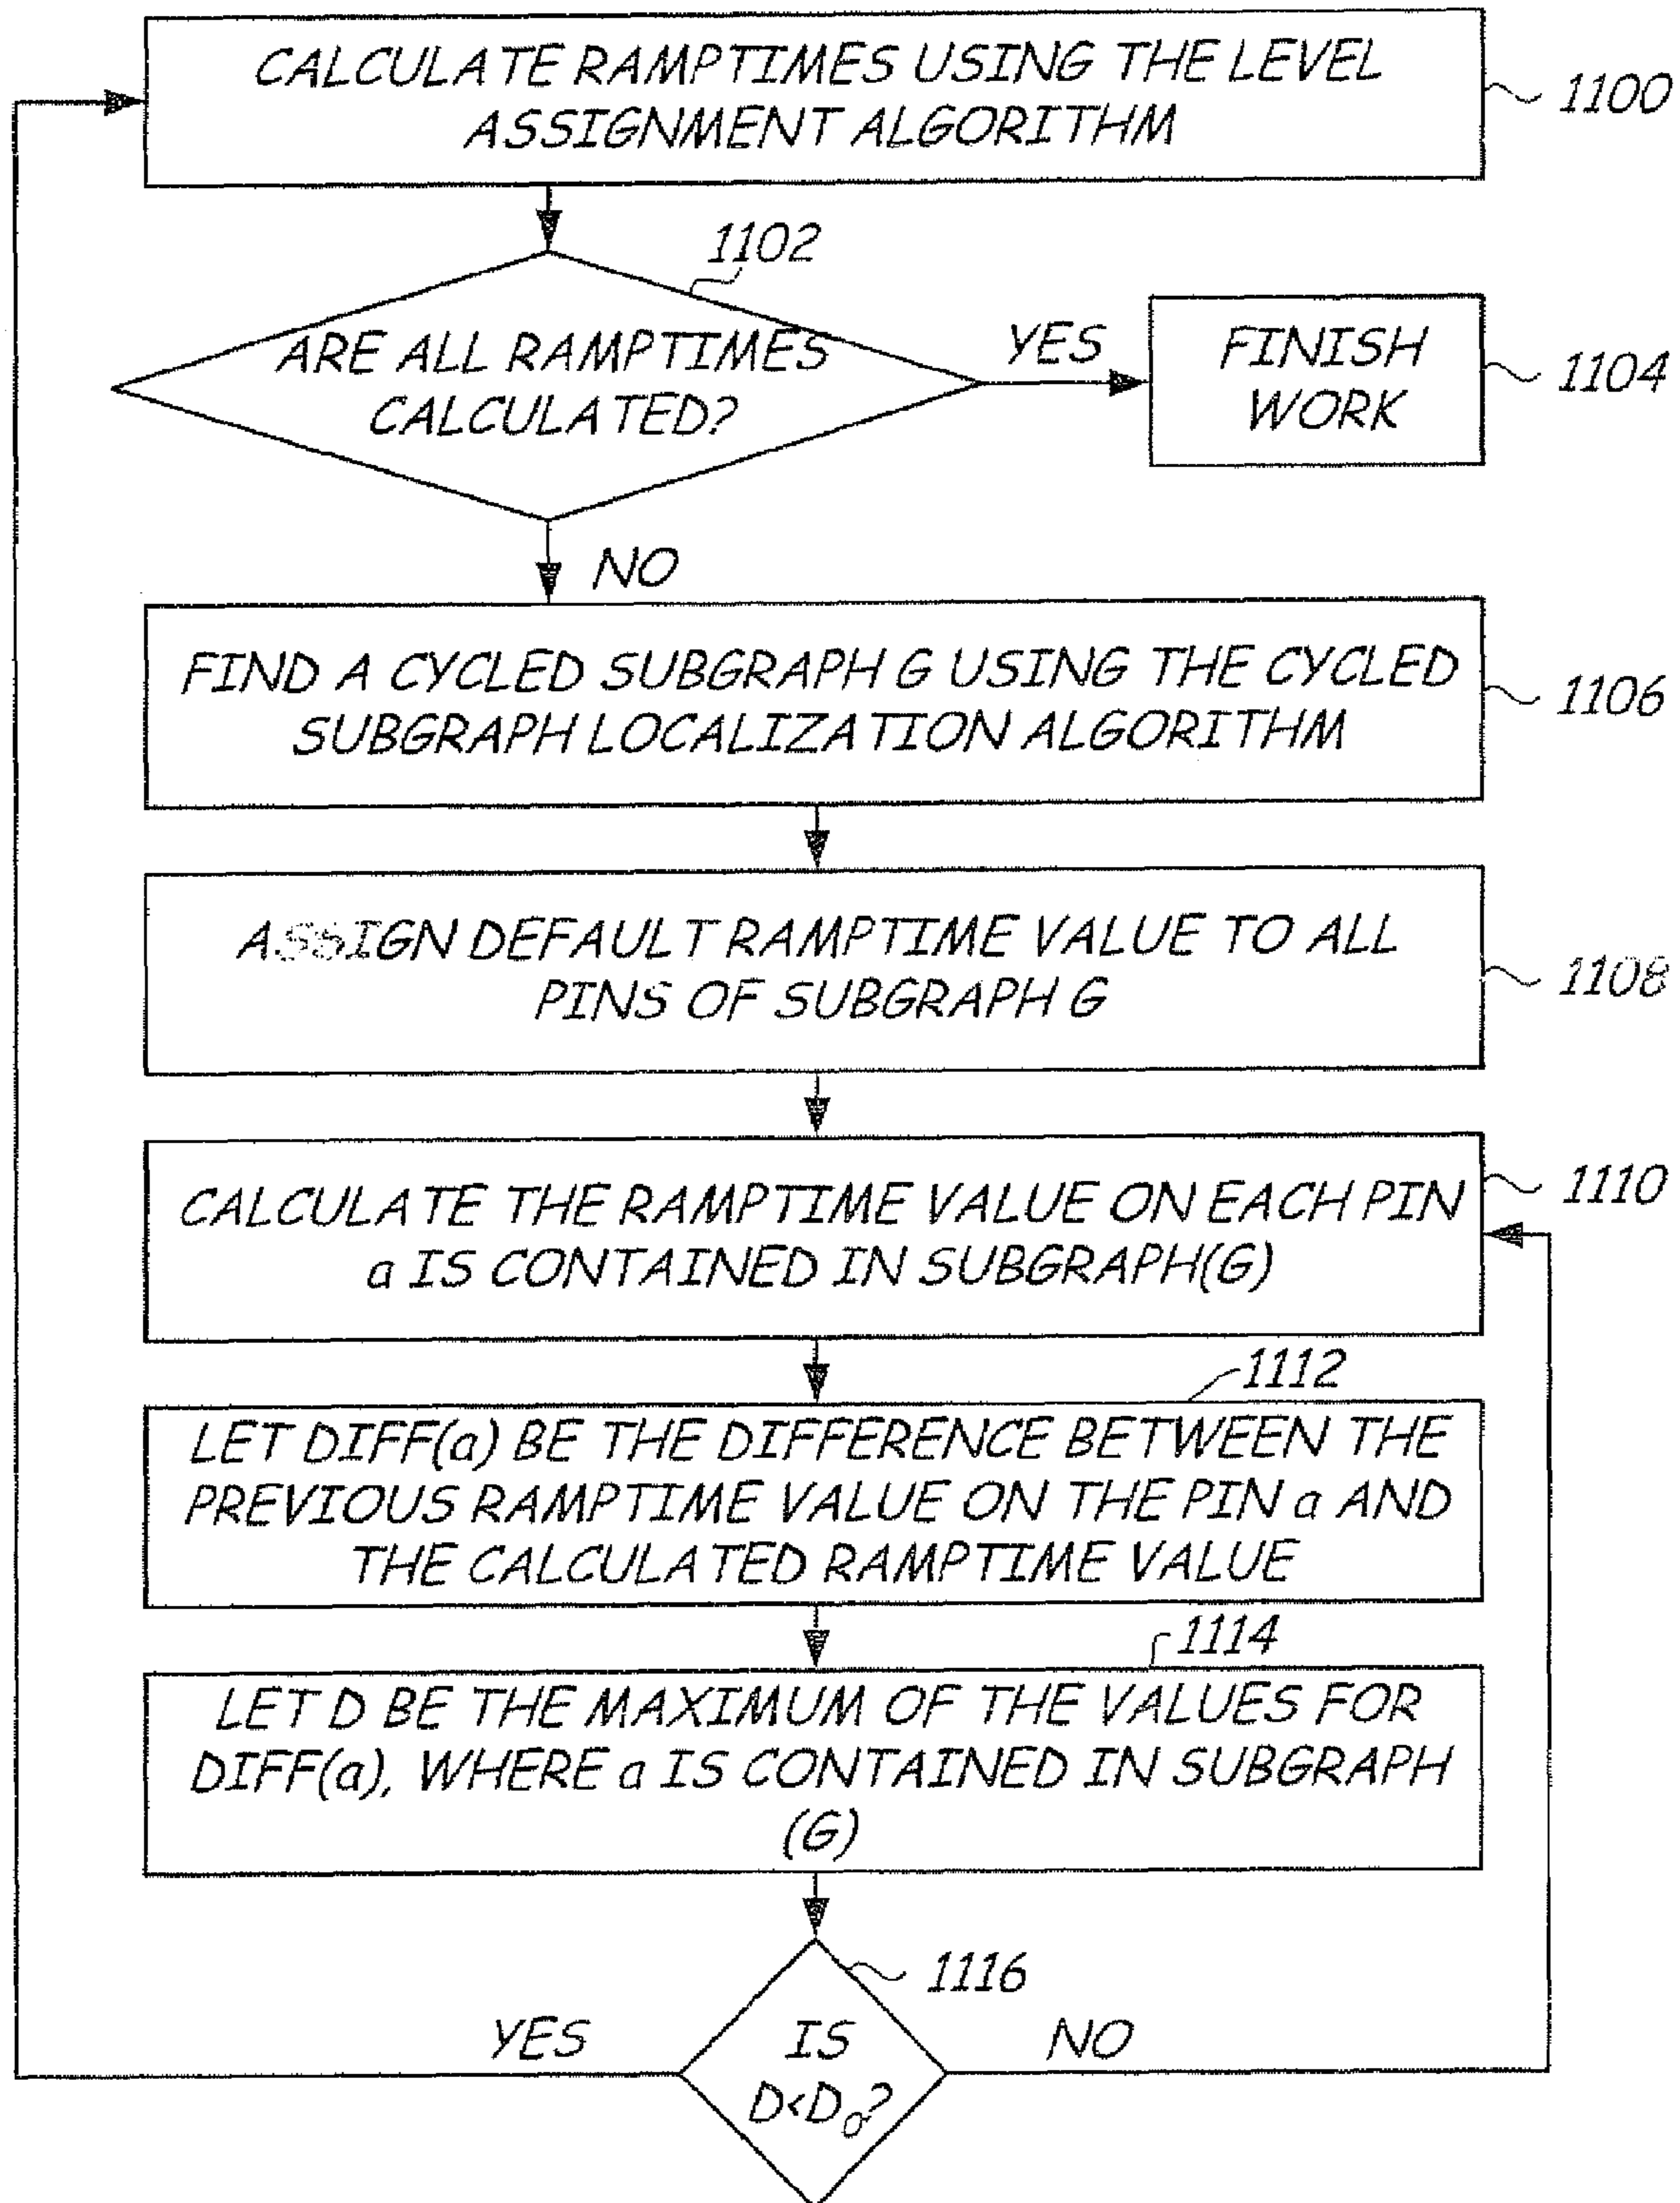 CALCULATE RAMPTIMES USING THE LEVEL
ASSIGNMENT ALGORITHM
1100
1102
ARE ALL RAMPTIMES
CALCULATED?
YES
FINISH
WORK
1104
NO
FIND A CYCLED SUBGRAPH G USING THE CYCLED
SUBGRAPH LOCALIZATION ALGORITHM
1106
ASSIGN DEFAULT RAMPTIME VALUE TO ALL
PINS OF SUBGRAPH G
1108
CALCULATE THE RAMPTIME VALUE ON EACH PIN
a IS CONTAINED IN SUBGRAPH(G)
1110
1112
LET DIFF(a) BE THE DIFFERENCE BETWEEN THE
PREVIOUS RAMPTIME VALUE ON THE PIN a AND
THE CALCULATED RAMPTIME VALUE
1114
LET D BE THE MAXIMUM OF THE VALUES FOR
DIFF(a), WHERE a IS CONTAINED IN SUBGRAPH
(G)
1116
YES
IS
D<D₀?
NO